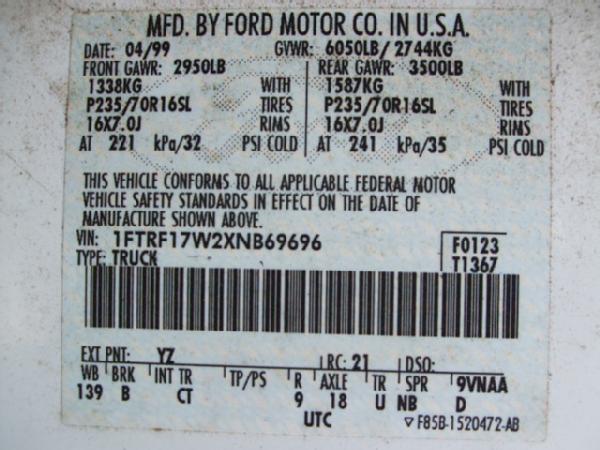 MFD. BY FORD MOTOR CO. IN U.S.A.
DATE: 04/99 GVWR: 6050LB/ 2744KG
FRONT GAWR: 2950LB REAR GAWR: 3500LB
1338KG WITH 1587KG WITH
P235/70R16SL TIRES P235/70R16SL TIRES
16X7.0J RIMS 16X7.0J RIMS
AT 221 kPa/32 PSI COLD AT 241 kPa/35 PSI COLD
THIS VEHICLE CONFORMS TO ALL APPLICABLE FEDERAL MOTOR
VEHICLE SAFETY STANDARDS IN EFFECT ON THE DATE OF
MANUFACTURE SHOWN ABOVE.
VIN: 1FTRF17W2XNB69696 F0123
TYPE: TRUCK T1367
EXT PNT: YZ RC: 21 DSO:
WB BRK INT TR TP/PS R AXLE TR SPR 9VNAA
139 B CT 9 18 U NB D
UTC ▽ F85B-1520472-AB